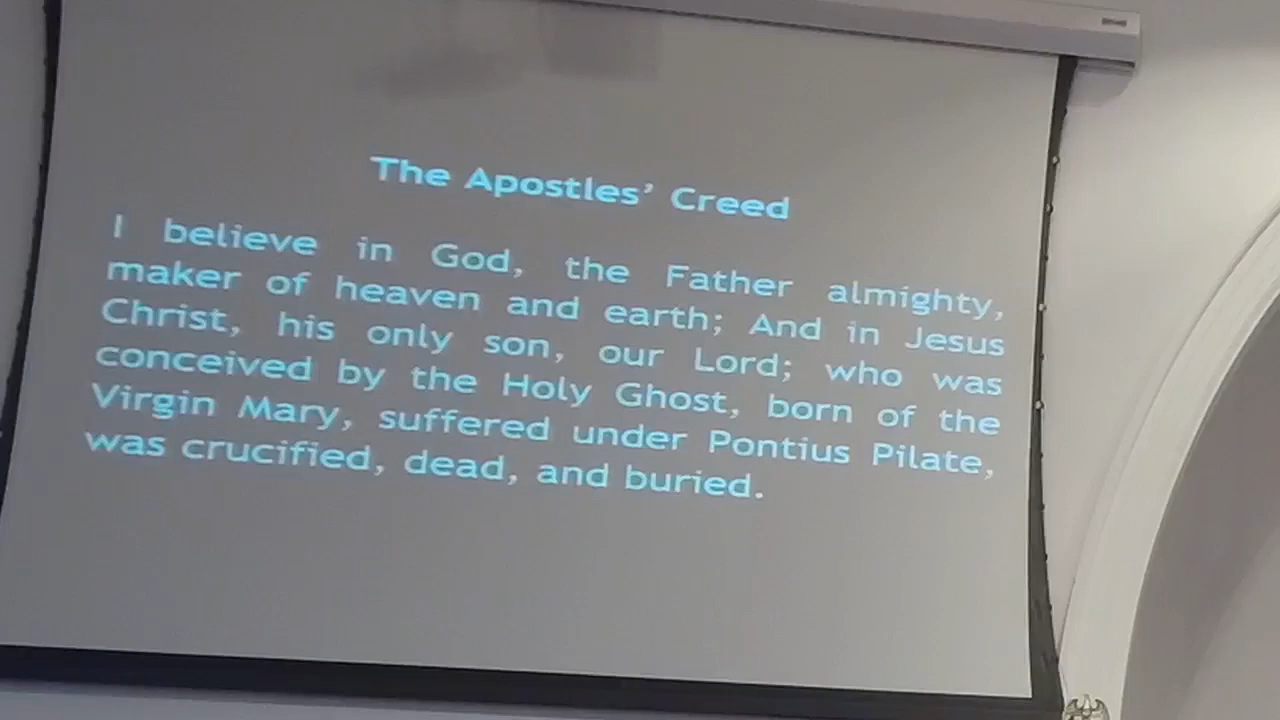 The Apostles’ Creed
I believe in God, the Father almighty,
maker of heaven and earth; And in Jesus
Christ, his only son, our Lord; who was
conceived by the Holy Ghost, born of the
Virgin Mary, suffered under Pontius Pilate,
was crucified, dead, and buried.